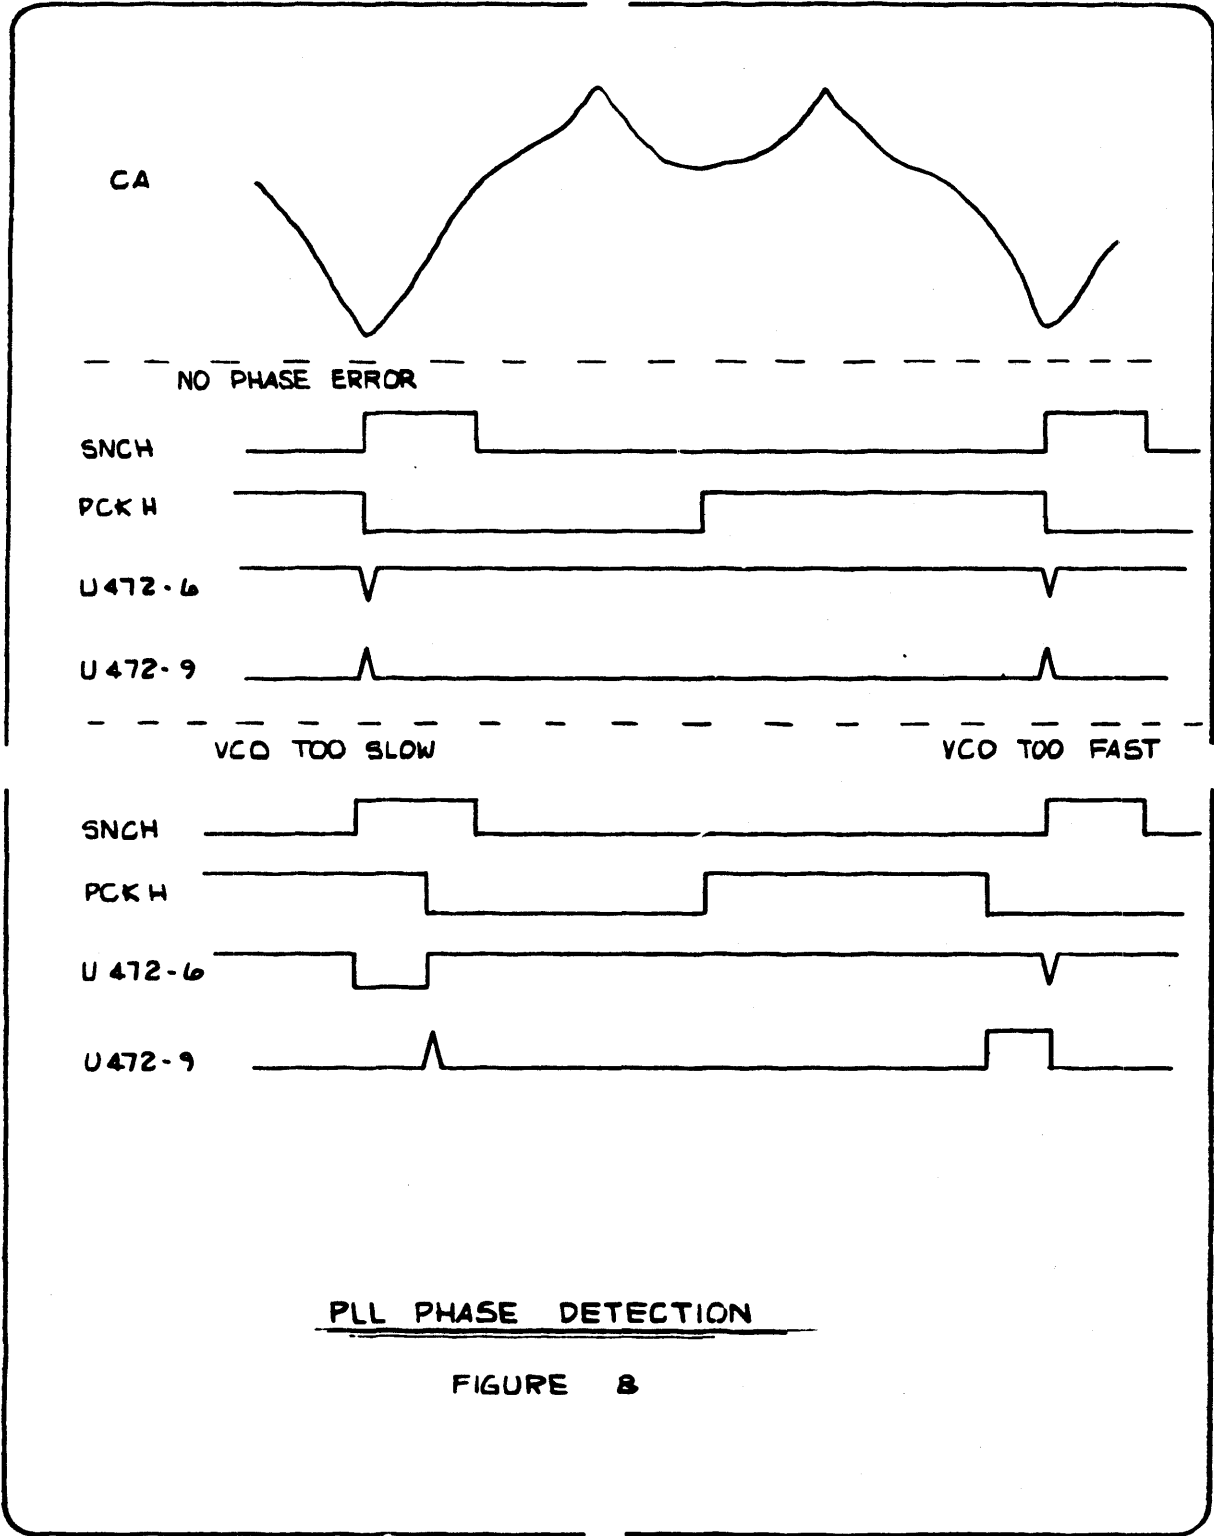 CA
NO PHASE ERROR
SNCH
PCK H
U472-6
U472-9
VCO TOO SLOW VCO TOO FAST
SNCH
PCK H
U472-6
U472-9
PLL PHASE DETECTION
FIGURE 8